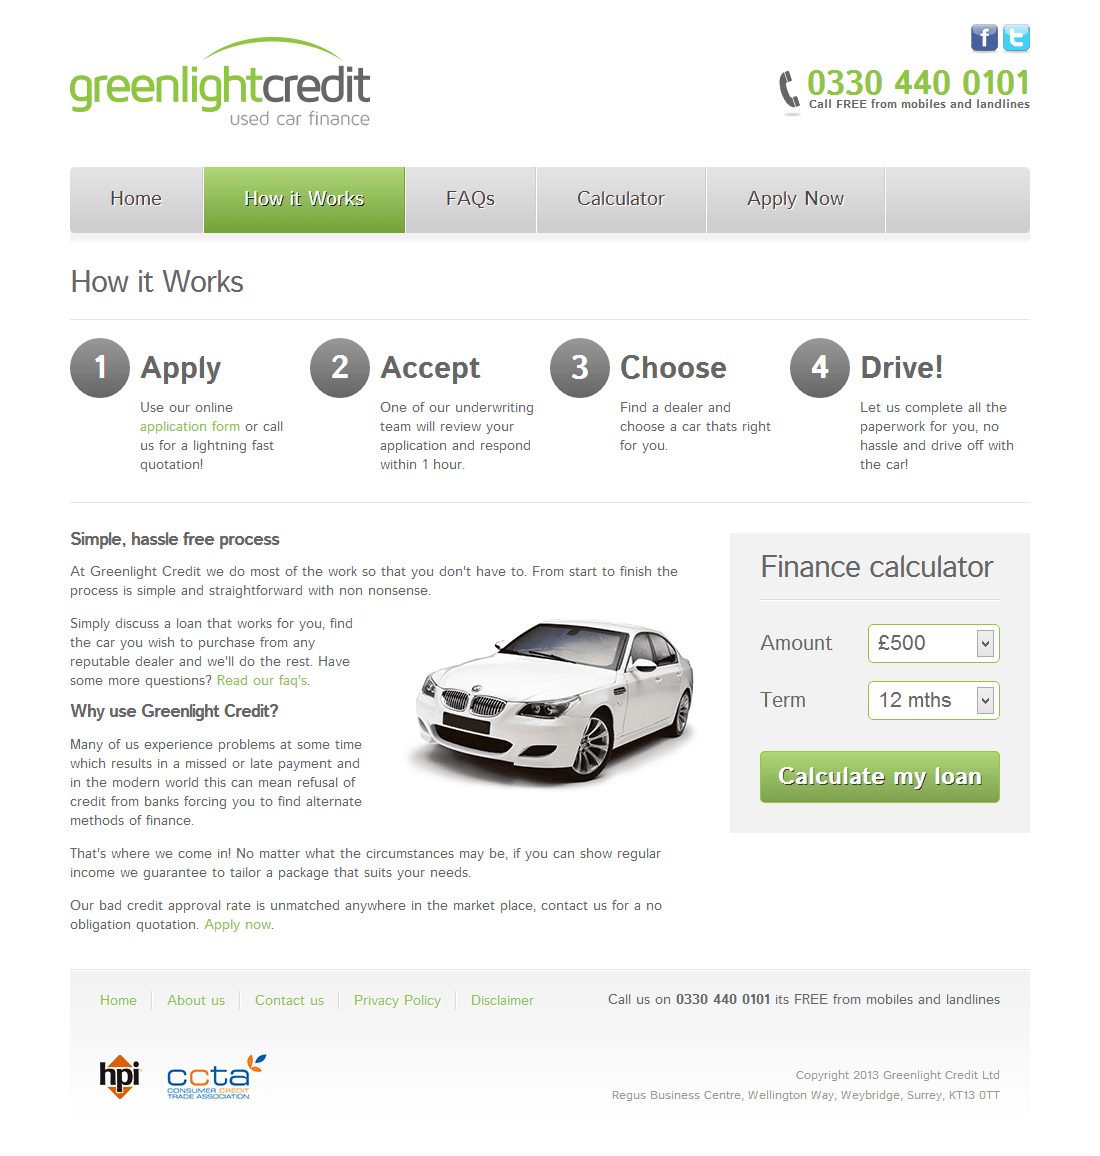 f t
greenlightcredit
used car finance
0330 440 0101
Call FREE from mobiles and landlines
Home How it Works FAQs Calculator Apply Now
How it Works
1 Apply
Use our online
application form or call
us for a lightning fast
quotation!
2 Accept
One of our underwriting
team will review your
application and respond
within 1 hour.
3 Choose
Find a dealer and
choose a car thats right
for you.
4 Drive!
Let us complete all the
paperwork for you, no
hassle and drive off with
the car!
Simple, hassle free process
At Greenlight Credit we do most of the work so that you don't have to. From start to finish the
process is simple and straightforward with non nonsense.
Simply discuss a loan that works for you, find
the car you wish to purchase from any
reputable dealer and we'll do the rest. Have
some more questions? Read our faq's.
Why use Greenlight Credit?
Many of us experience problems at some time
which results in a missed or late payment and
in the modern world this can mean refusal of
credit from banks forcing you to find alternate
methods of finance.
That's where we come in! No matter what the circumstances may be, if you can show regular
income we guarantee to tailor a package that suits your needs.
Our bad credit approval rate is unmatched anywhere in the market place, contact us for a no
obligation quotation. Apply now.
Finance calculator
Amount £500
Term 12 mths
Calculate my loan
Home About us Contact us Privacy Policy Disclaimer
Call us on 0330 440 0101 its FREE from mobiles and landlines
hpi
ccta
CONSUMER CREDIT
TRADE ASSOCIATION
Copyright 2013 Greenlight Credit Ltd
Regus Business Centre, Wellington Way, Weybridge, Surrey, KT13 0TT